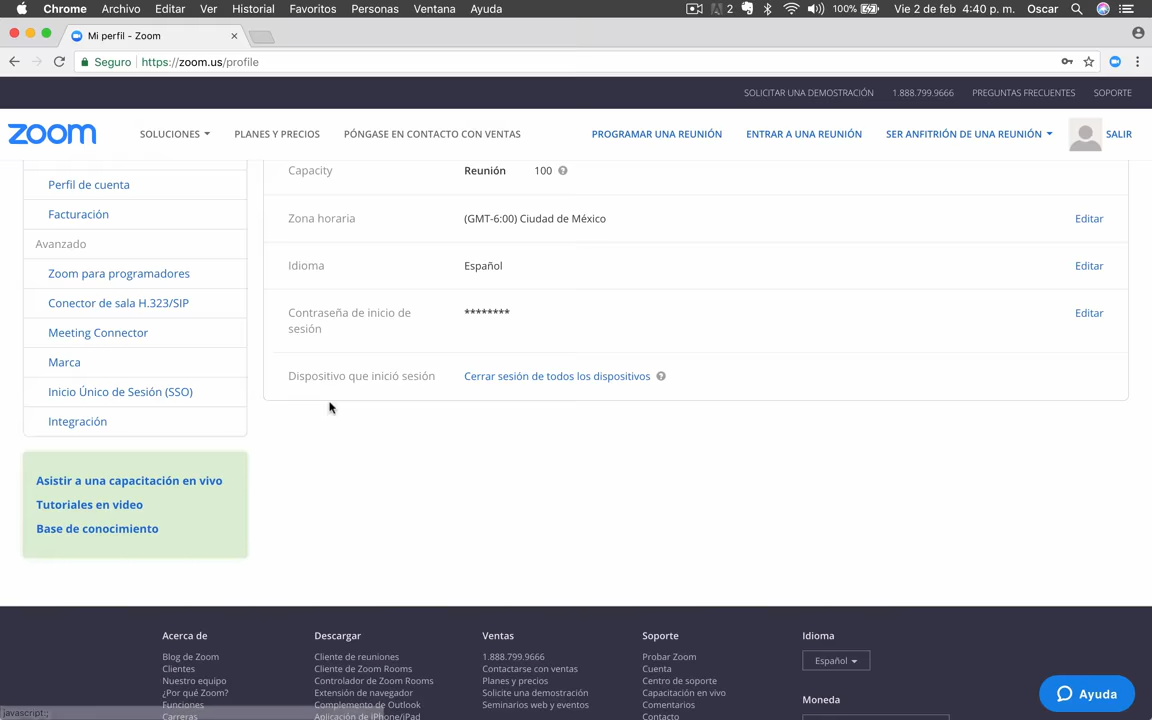 Chrome Archivo Editar Ver Historial Favoritos Personas Ventana Ayuda 2 100% Vie 2 de feb 4:40 p. m. Oscar
Mi perfil - Zoom
Seguro https://zoom.us/profile
SOLICITAR UNA DEMOSTRACIÓN 1.888.799.9666 PREGUNTAS FRECUENTES SOPORTE
zoom SOLUCIONES PLANES Y PRECIOS PÓNGASE EN CONTACTO CON VENTAS PROGRAMAR UNA REUNIÓN ENTRAR A UNA REUNIÓN SER ANFITRIÓN DE UNA REUNIÓN SALIR
Perfil de cuenta
Facturación
Avanzado
Zoom para programadores
Conector de sala H.323/SIP
Meeting Connector
Marca
Inicio Único de Sesión (SSO)
Integración
Asistir a una capacitación en vivo
Tutoriales en video
Base de conocimiento
Capacity Reunión 100
Zona horaria (GMT-6:00) Ciudad de México Editar
Idioma Español Editar
Contraseña de inicio de
sesión
******** Editar
Dispositivo que inició sesión Cerrar sesión de todos los dispositivos
Acerca de
Blog de Zoom
Clientes
Nuestro equipo
¿Por qué Zoom?
Funciones
Carreras
Descargar
Cliente de reuniones
Cliente de Zoom Rooms
Controlador de Zoom Rooms
Extensión de navegador
Complemento de Outlook
Aplicación de iPhone/iPad
Ventas
1.888.799.9666
Contactarse con ventas
Planes y precios
Solicite una demostración
Seminarios web y eventos
Soporte
Probar Zoom
Cuenta
Centro de soporte
Capacitación en vivo
Comentarios
Contacto
Idioma
Español
Moneda
Ayuda
javascript:;